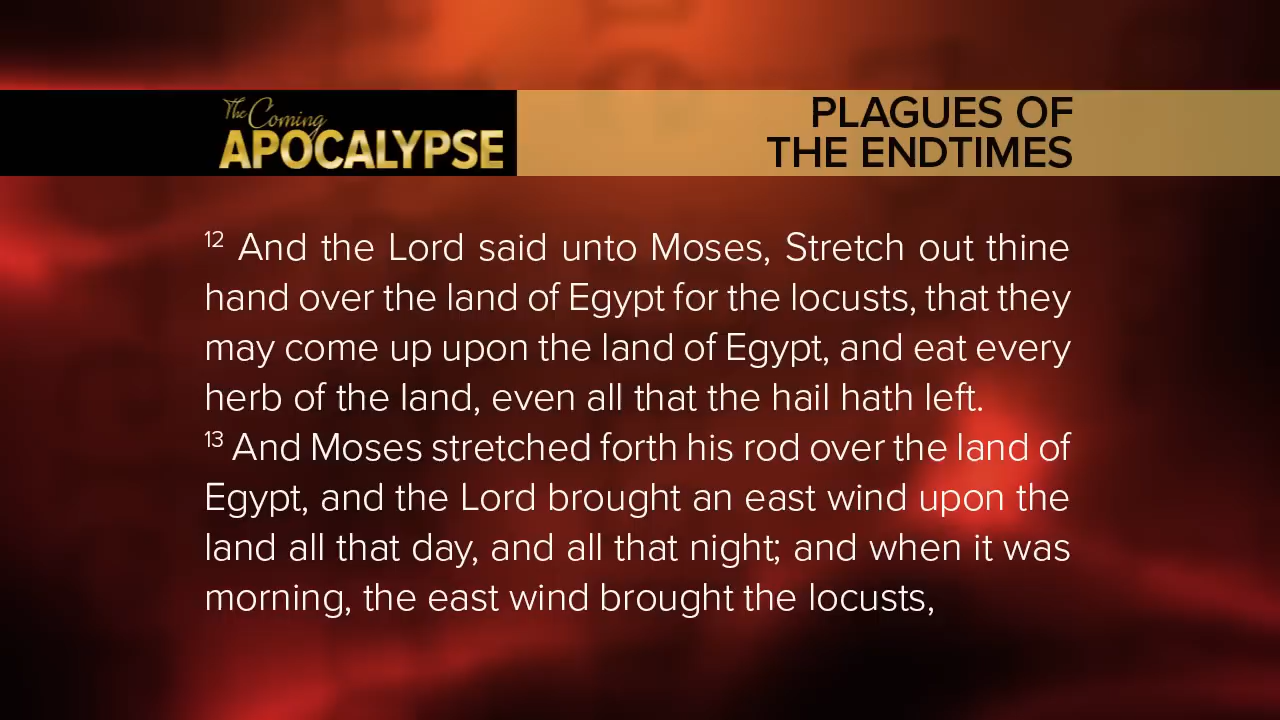 The Coming
APOCALYPSE
PLAGUES OF
THE ENDTIMES
12 And the Lord said unto Moses, Stretch out thine
hand over the land of Egypt for the locusts, that they
may come up upon the land of Egypt, and eat every
herb of the land, even all that the hail hath left.
13 And Moses stretched forth his rod over the land of
Egypt, and the Lord brought an east wind upon the
land all that day, and all that night; and when it was
morning, the east wind brought the locusts,